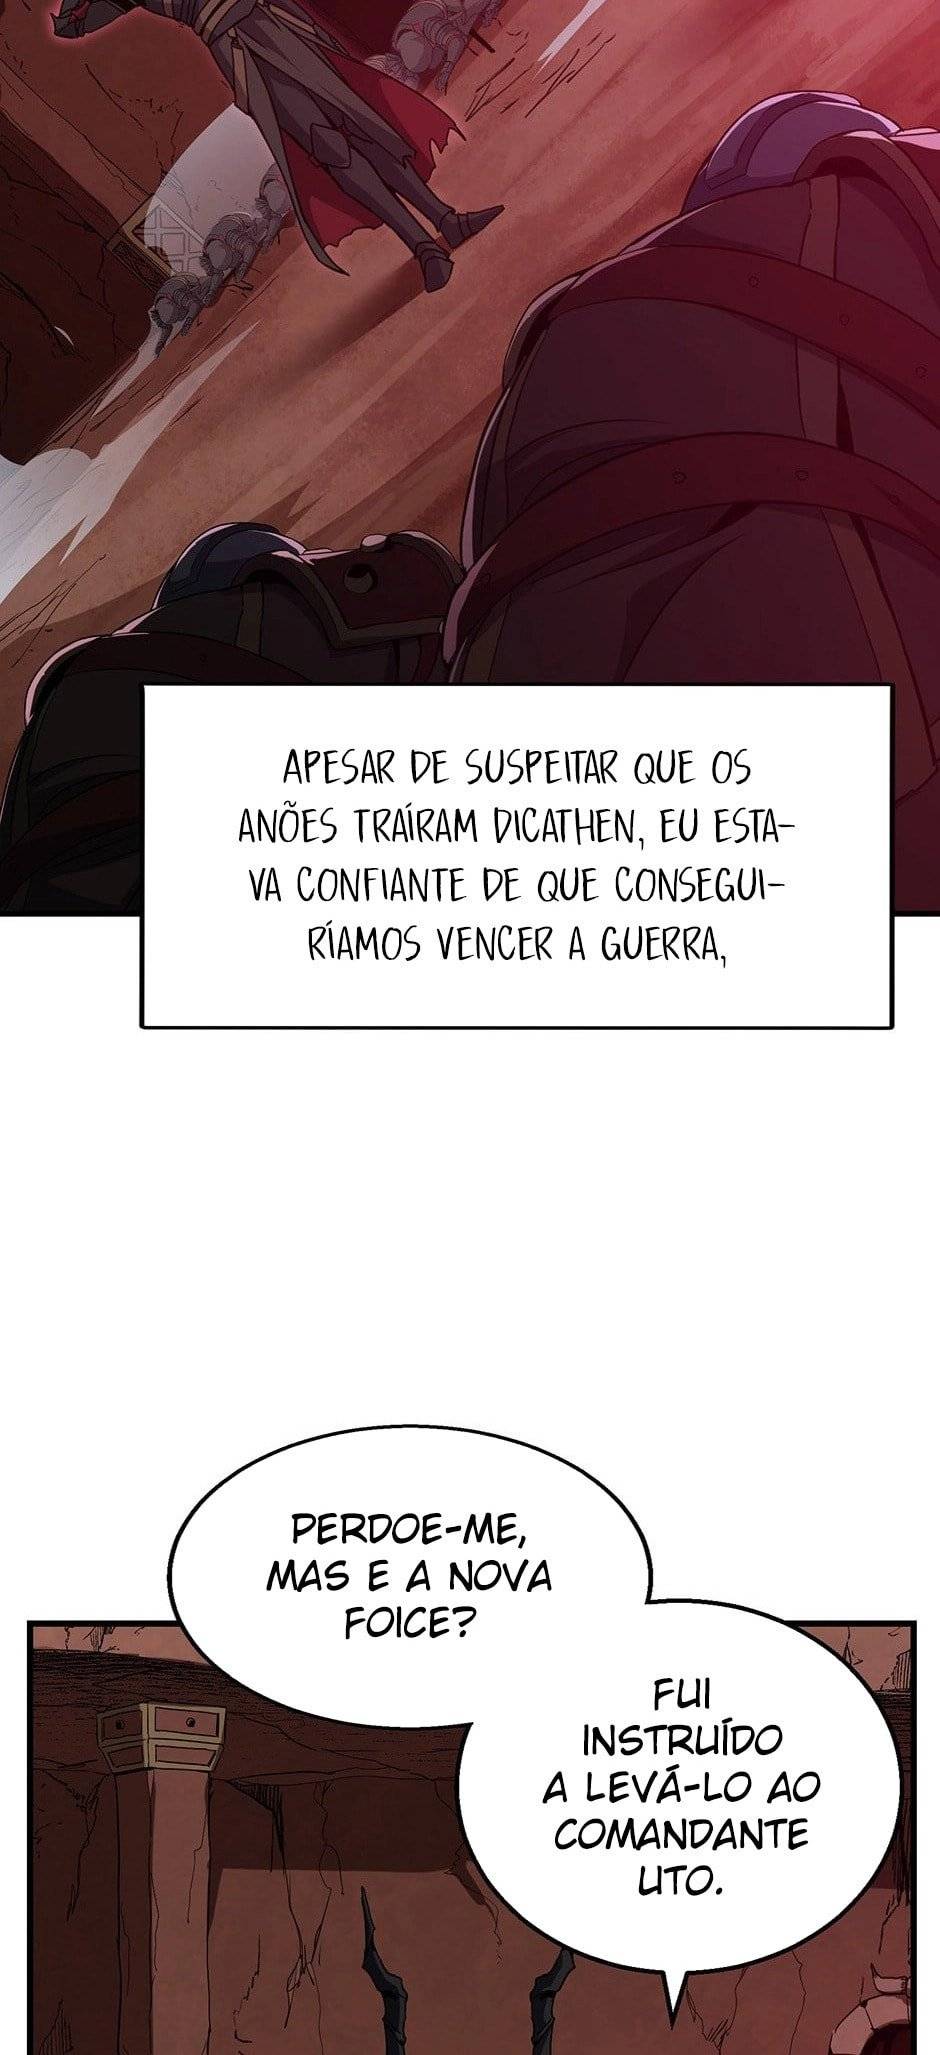 APESAR DE SUSPEITAR QUE OS
ANÕES TRAÍRAM DICATHEN, EU ESTA-
VA CONFIANTE DE QUE CONSEGUI-
RÍAMOS VENCER A GUERRA,
PERDOE-ME,
MAS E A NOVA
FOICE?
FUI
INSTRUÍDO
A LEVÁ-LO AO
COMANDANTE
UTO.